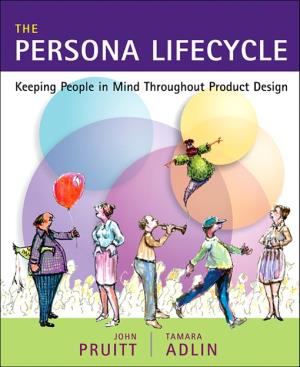 THE
PERSONA LIFECYCLE
Keeping People in Mind Throughout Product Design
JOHN TAMARA
PRUITT ADLIN